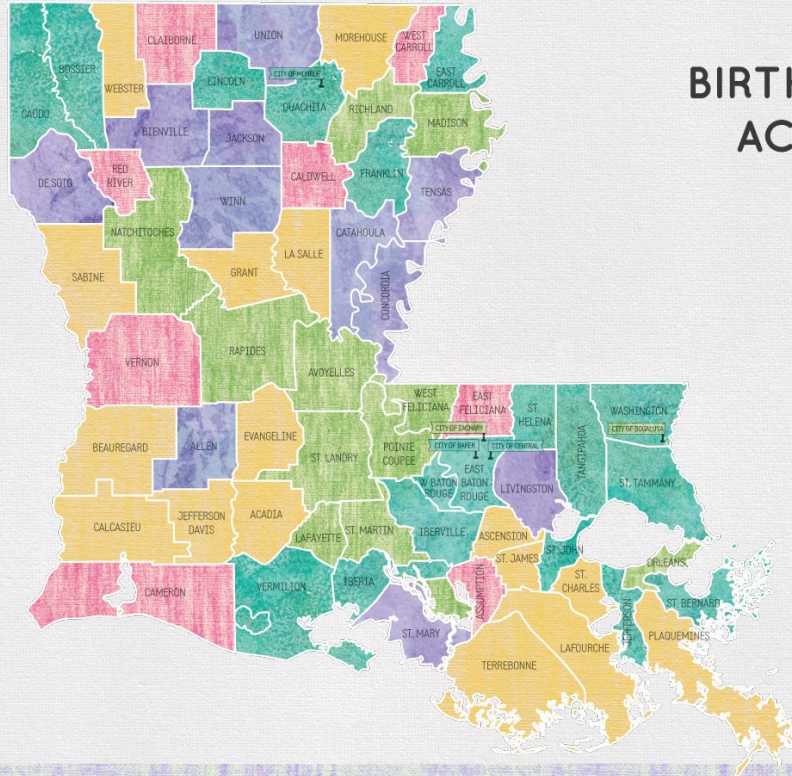 BIRTH
AC
CLAIBORNE
UNION
MOREHOUSE
WEST
CARROLL
EAST
CARROLL
BOSSIER
WEBSTER
LINCOLN
CITY OF MONROE
OUACHITA
RICHLAND
MADISON
CADDO
BIENVILLE
JACKSON
DE SOTO
RED
RIVER
WINN
CALDWELL
FRANKLIN
TENSAS
NATCHITOCHES
CATAHOULA
SABINE
GRANT
LA SALLE
CONCORDIA
VERNON
RAPIDES
AVOYELLES
WEST
FELICIANA
EAST
FELICIANA
ST.
HELENA
TANGIPAHOA
WASHINGTON
CITY OF BOGALUSA
CITY OF ZACHARY
CITY OF BAKER
CITY OF CENTRAL
BEAUREGARD
ALLEN
EVANGELINE
ST. LANDRY
POINTE
COUPEE
W BATON
ROUGE
EAST
BATON
ROUGE
LIVINGSTON
ST. TAMMANY
CALCASIEU
JEFFERSON
DAVIS
ACADIA
LAFAYETTE
ST. MARTIN
IBERVILLE
ASCENSION
ST. JAMES
ST. JOHN
ST.
CHARLES
ORLEANS
CAMERON
VERMILION
IBERIA
ST. MARY
ASSUMPTION
JEFFERSON
ST. BERNARD
PLAQUEMINES
TERREBONNE
LAFOURCHE